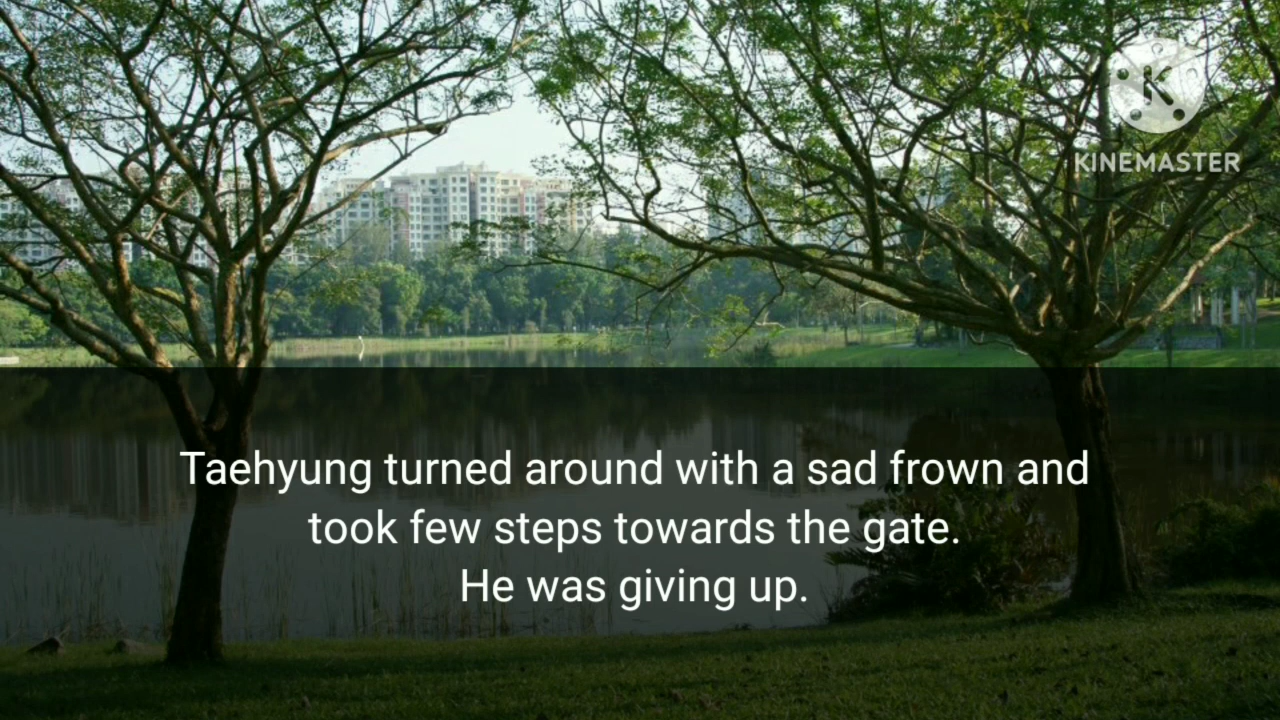 K
KINEMASTER
Taehyung turned around with a sad frown and
took few steps towards the gate.
He was giving up.